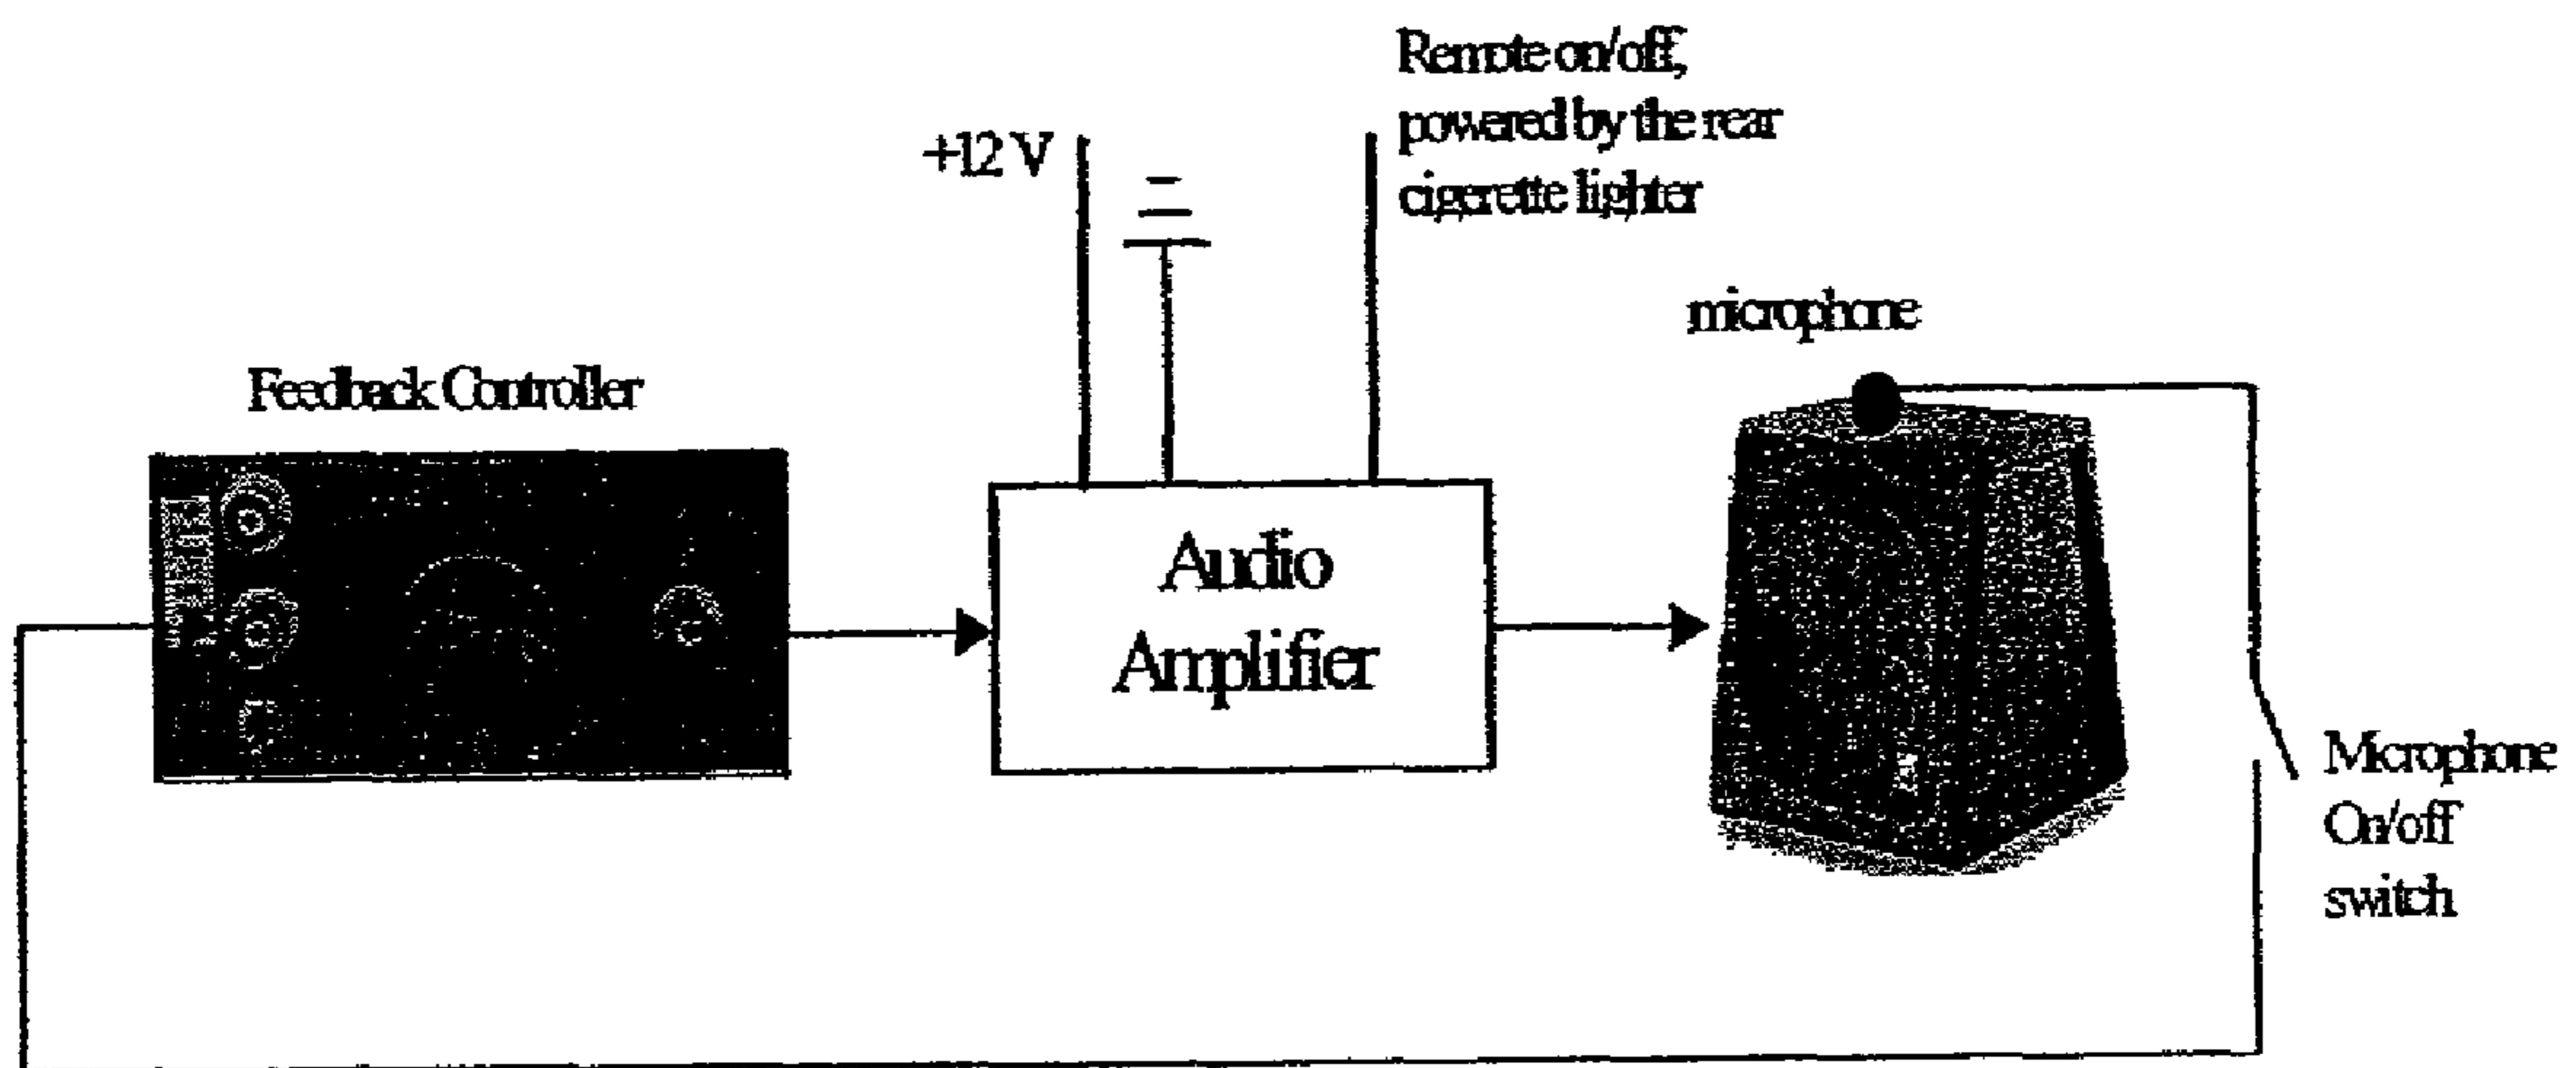 Remote on/off,
powered by the rear
cigerette lighter
+12 V
microphone
Feedback Controller
Audio
Amplifier
Microphone
On/off
switch